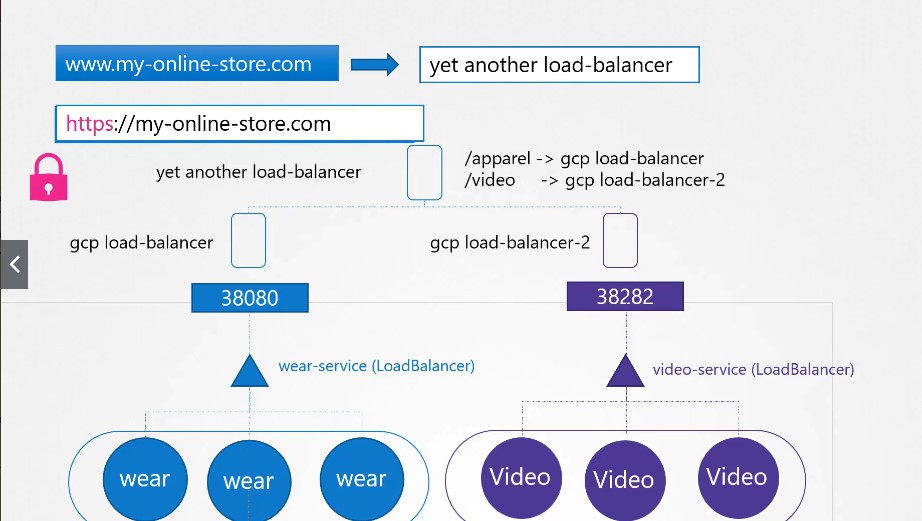 www.my-online-store.com
yet another load-balancer
https://my-online-store.com
yet another load-balancer
/apparel -> gcp load-balancer
/video -> gcp load-balancer-2
gcp load-balancer
gcp load-balancer-2
38080
38282
wear-service (LoadBalancer)
video-service (LoadBalancer)
wear
wear
wear
Video
Video
Video